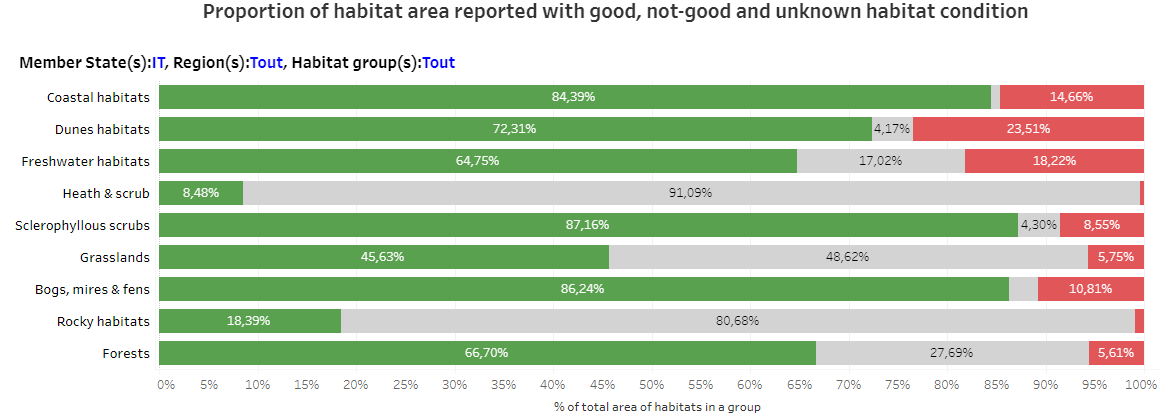 Proportion of habitat area reported with good, not-good and unknown habitat condition
Member State(s):IT, Region(s):Tout, Habitat group(s):Tout
Coastal habitats 84,39% 14,66%
Dunes habitats 72,31% 4,17% 23,51%
Freshwater habitats 64,75% 17,02% 18,22%
Heath & scrub 8,48% 91,09%
Sclerophyllous scrubs 87,16% 4,30% 8,55%
Grasslands 45,63% 48,62% 5,75%
Bogs, mires & fens 86,24% 10,81%
Rocky habitats 18,39% 80,68%
Forests 66,70% 27,69% 5,61%
0% 5% 10% 15% 20% 25% 30% 35% 40% 45% 50% 55% 60% 65% 70% 75% 80% 85% 90% 95% 100%
% of total area of habitats in a group